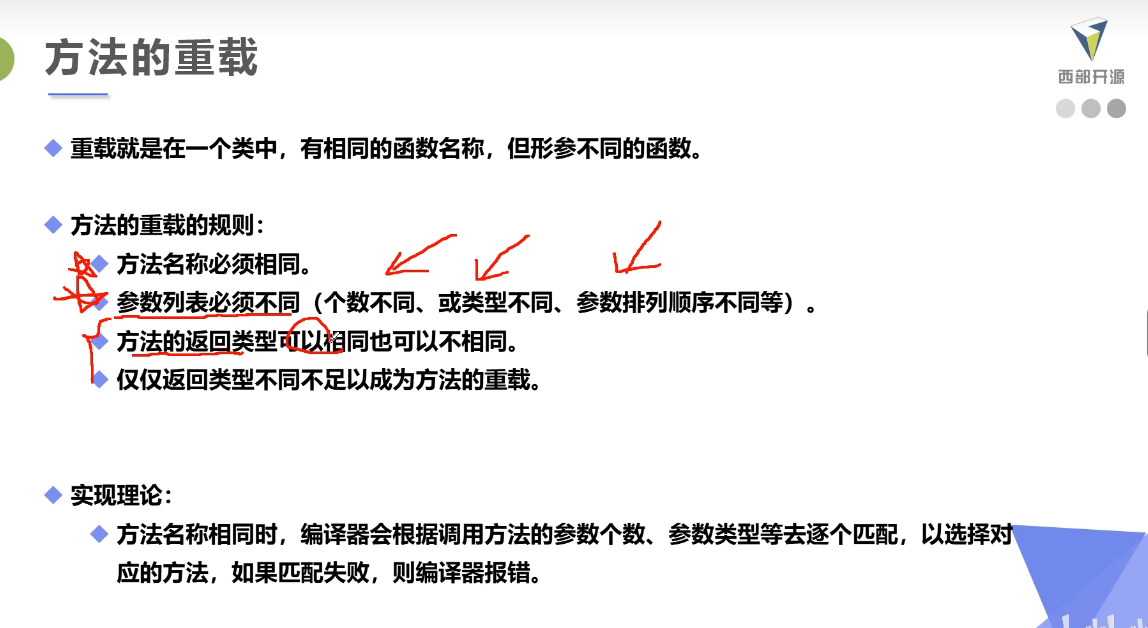 方法的重载
西部开源
重载就是在一个类中，有相同的函数名称，但形参不同的函数。
方法的重载的规则：
方法名称必须相同。
参数列表必须不同（个数不同、或类型不同、参数排列顺序不同等）。
方法的返回类型可以相同也可以不相同。
仅仅返回类型不同不足以成为方法的重载。
实现理论：
方法名称相同时，编译器会根据调用方法的参数个数、参数类型等去逐个匹配，以选择对
应的方法，如果匹配失败，则编译器报错。